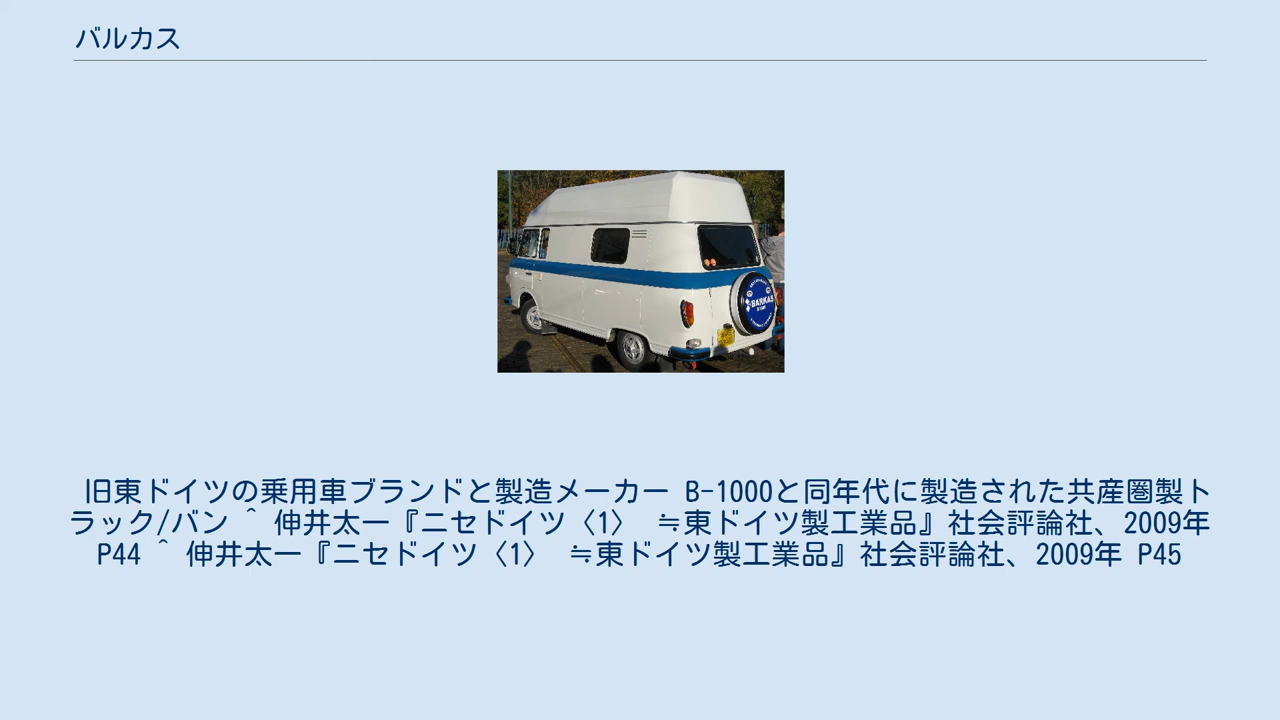 バルカス
BARKAS
旧東ドイツの乗用車ブランドと製造メーカー B-1000と同年代に製造された共産圏製ト
ラック/バン ^ 伸井太一『ニセドイツ〈1〉 ≒東ドイツ製工業品』社会評論社、2009年
P44 ^ 伸井太一『ニセドイツ〈1〉 ≒東ドイツ製工業品』社会評論社、2009年 P45